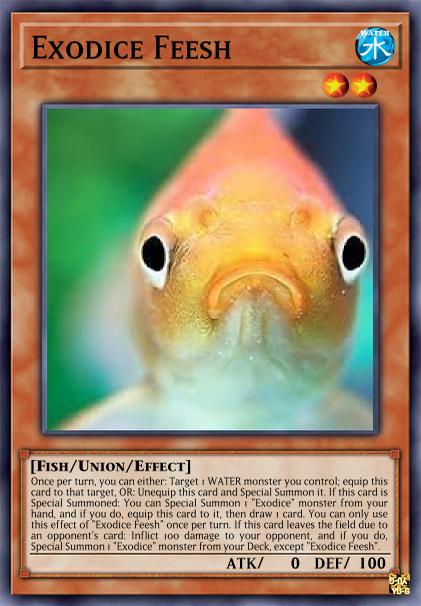 Exodice Feesh
WATER
水
[Fish/Union/Effect]
Once per turn, you can either: Target 1 WATER monster you control; equip this
card to that target, OR: Unequip this card and Special Summon it. If this card is
Special Summoned: You can Special Summon 1 "Exodice" monster from your
hand, and if you do, equip this card to it, then draw 1 card. You can only use
this effect of "Exodice Feesh" once per turn. If this card leaves the field due to
an opponent's card: Inflict 100 damage to your opponent, and if you do,
Special Summon 1 "Exodice" monster from your Deck, except "Exodice Feesh".
ATK/ 0 DEF/ 100